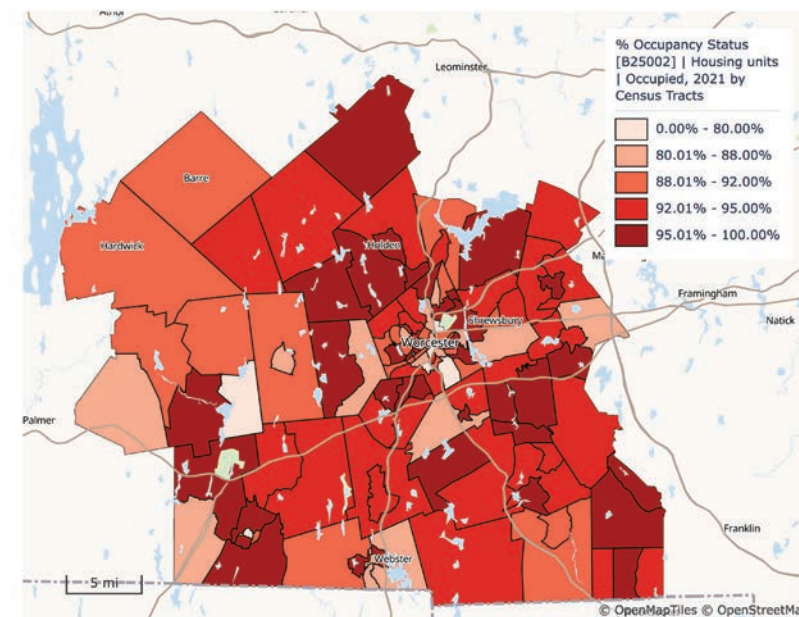 Leominster
% Occupancy Status
[B25002] | Housing units
| Occupied, 2021 by
Census Tracts
0.00% - 80.00%
80.01% - 88.00%
88.01% - 92.00%
92.01% - 95.00%
95.01% - 100.00%
Barre
Hardwick
Holden
Framingham
Shrewsbury
Natick
Worcester
Palmer
Franklin
Webster
5 mi
© OpenMapTiles © OpenStreetMa